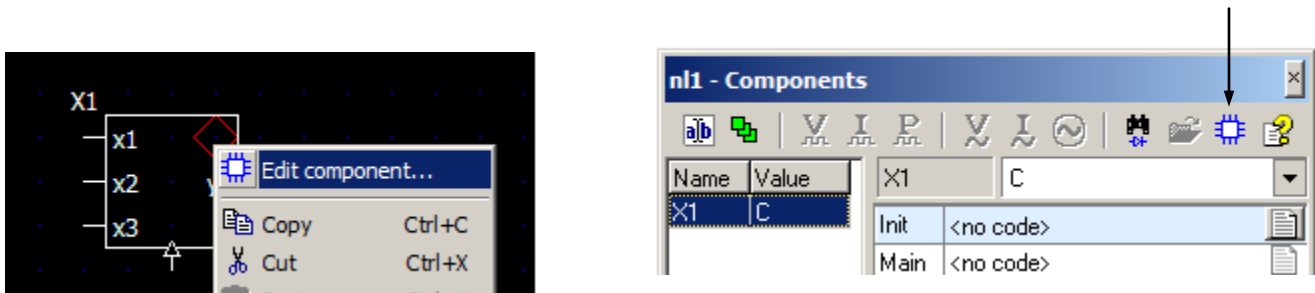 X1
x1
x2
y
x3
Edit component...
Copy Ctrl+C
Cut Ctrl+X
nl1 - Components
a b
V I P V I
Name Value
X1 C
X1 C
Init <no code>
Main <no code>